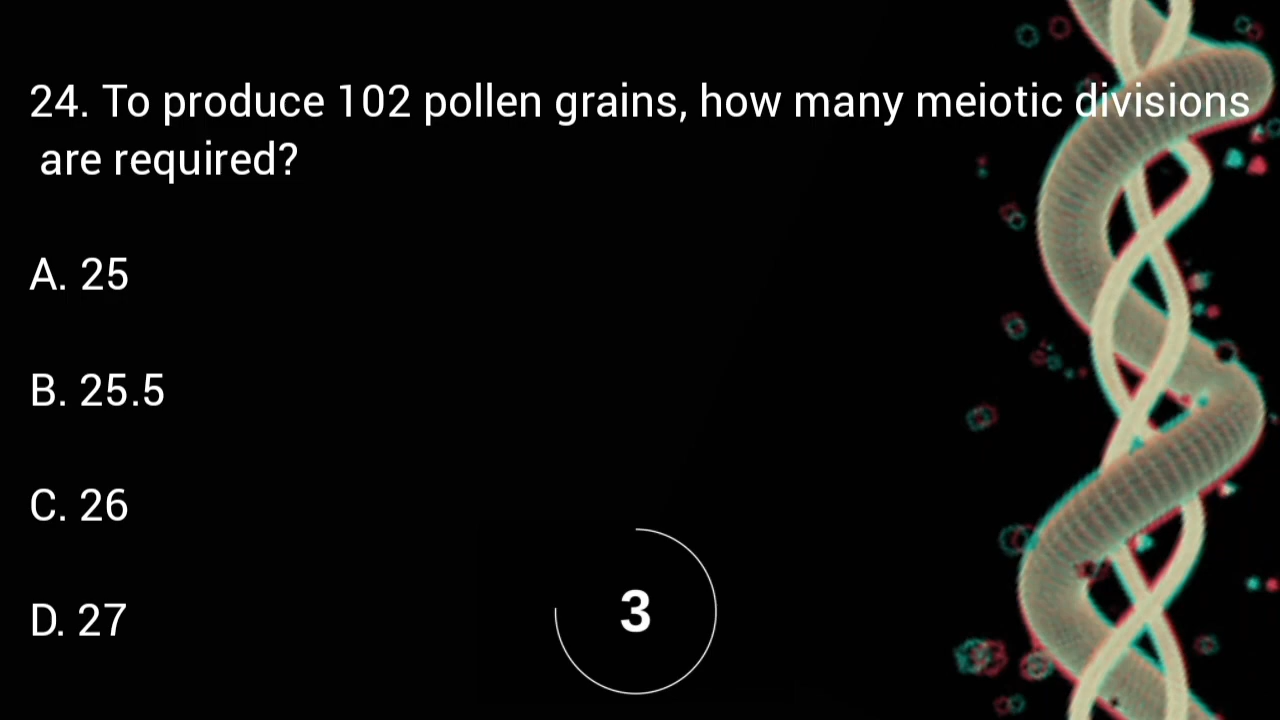 24. To produce 102 pollen grains, how many meiotic divisions
are required?
A. 25
B. 25.5
C. 26
D. 27
3